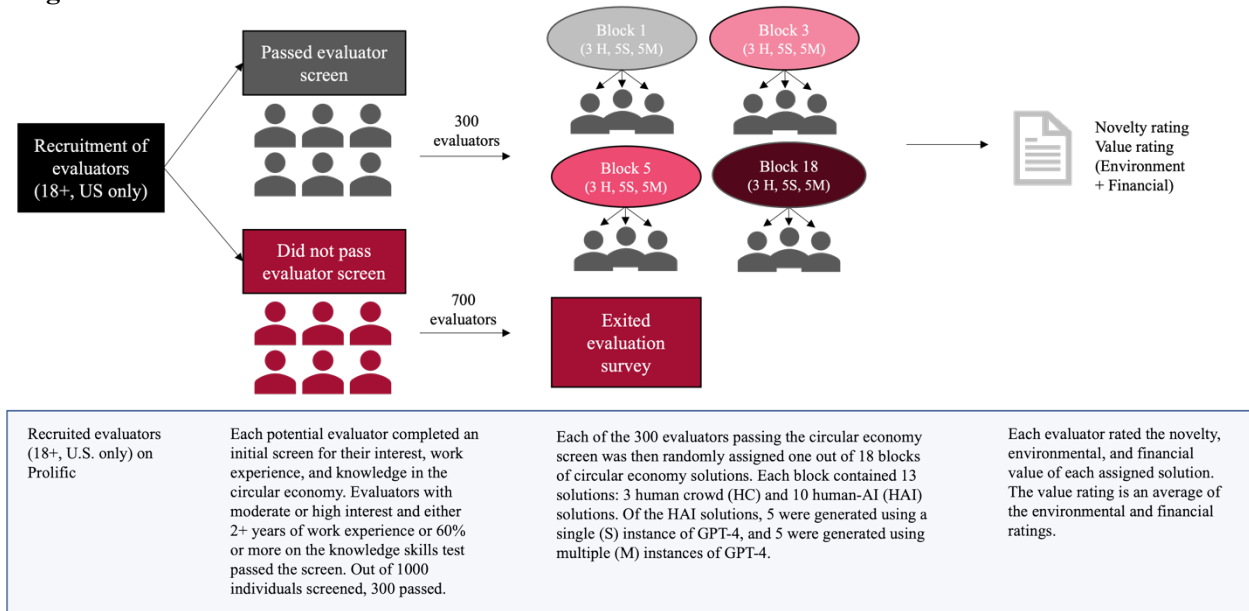 Passed evaluator
screen
Recruitment of
evaluators
(18+, US only)
Did not pass
evaluator screen
300
evaluators
700
evaluators
Block 1
(3 H, 5S, 5M)
Block 3
(3 H, 5S, 5M)
Block 5
(3 H, 5S, 5M)
Block 18
(3 H, 5S, 5M)
Exited
evaluation
survey
Novelty rating
Value rating
(Environment
+ Financial)
Recruited evaluators
(18+, U.S. only) on
Prolific
Each potential evaluator completed an
initial screen for their interest, work
experience, and knowledge in the
circular economy. Evaluators with
moderate or high interest and either
2+ years of work experience or 60%
or more on the knowledge skills test
passed the screen. Out of 1000
individuals screened, 300 passed.
Each of the 300 evaluators passing the circular economy
screen was then randomly assigned one out of 18 blocks
of circular economy solutions. Each block contained 13
solutions: 3 human crowd (HC) and 10 human-AI (HAI)
solutions. Of the HAI solutions, 5 were generated using a
single (S) instance of GPT-4, and 5 were generated using
multiple (M) instances of GPT-4.
Each evaluator rated the novelty,
environmental, and financial
value of each assigned solution.
The value rating is an average of
the environmental and financial
ratings.